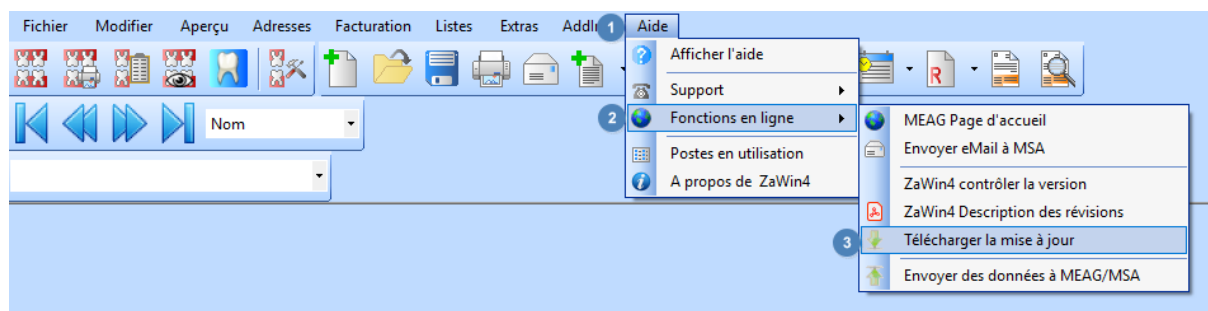 Fichier Modifier Aperçu Adresses Facturation Listes Extras 1 Aide
Afficher l'aide
Support
2 Fonctions en ligne
Postes en utilisation
A propos de ZaWin4
R
Nom
MEAG Page d'accueil
Envoyer eMail à MSA
ZaWin4 contrôler la version
ZaWin4 Description des révisions
3 Télécharger la mise à jour
Envoyer des données à MEAG/MSA